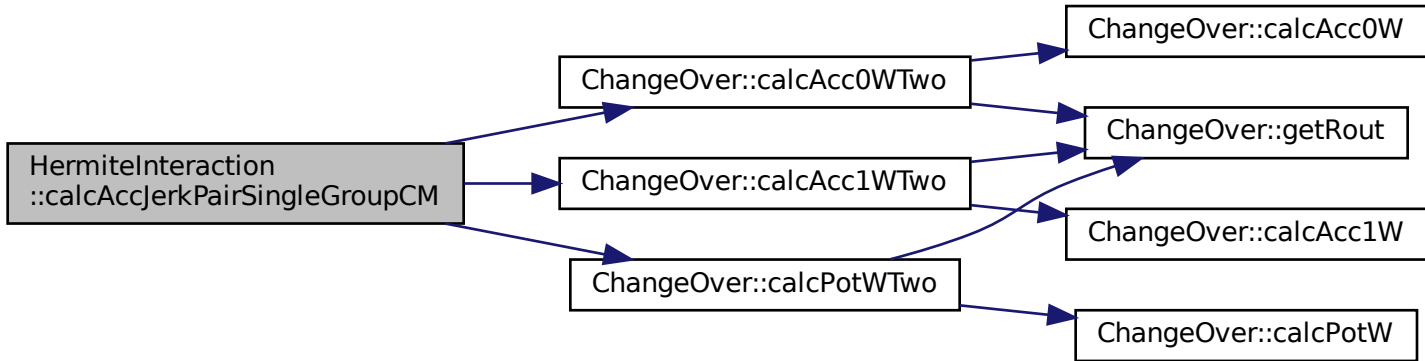 HermiteInteraction
::calcAccJerkPairSingleGroupCM
ChangeOver::calcAcc0WTwo
ChangeOver::calcAcc1WTwo
ChangeOver::calcPotWTwo
ChangeOver::calcAcc0W
ChangeOver::getRout
ChangeOver::calcAcc1W
ChangeOver::calcPotW